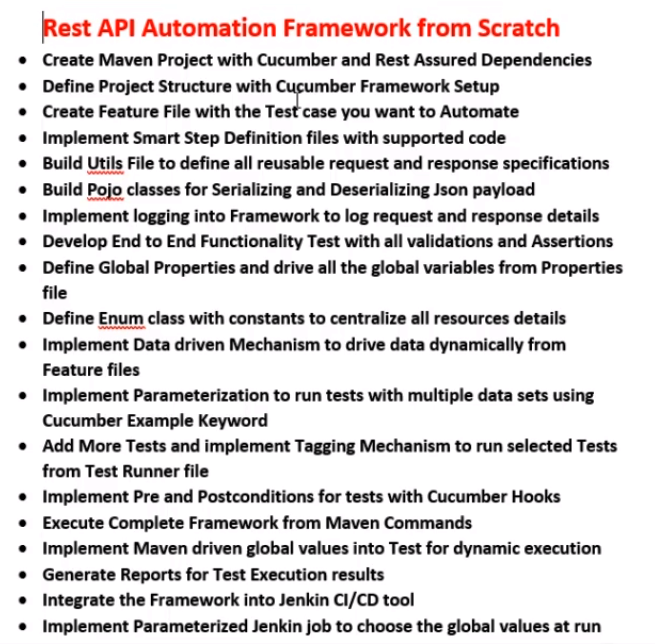 Rest API Automation Framework from Scratch
• Create Maven Project with Cucumber and Rest Assured Dependencies
• Define Project Structure with Cucumber Framework Setup
• Create Feature File with the Test case you want to Automate
• Implement Smart Step Definition files with supported code
• Build Utils File to define all reusable request and response specifications
• Build Pojo classes for Serializing and Deserializing Json payload
• Implement logging into Framework to log request and response details
• Develop End to End Functionality Test with all validations and Assertions
• Define Global Properties and drive all the global variables from Properties
file
• Define Enum class with constants to centralize all resources details
• Implement Data driven Mechanism to drive data dynamically from
Feature files
• Implement Parameterization to run tests with multiple data sets using
Cucumber Example Keyword
• Add More Tests and implement Tagging Mechanism to run selected Tests
from Test Runner file
• Implement Pre and Postconditions for tests with Cucumber Hooks
• Execute Complete Framework from Maven Commands
• Implement Maven driven global values into Test for dynamic execution
• Generate Reports for Test Execution results
• Integrate the Framework into Jenkin CI/CD tool
• Implement Parameterized Jenkin job to choose the global values at run